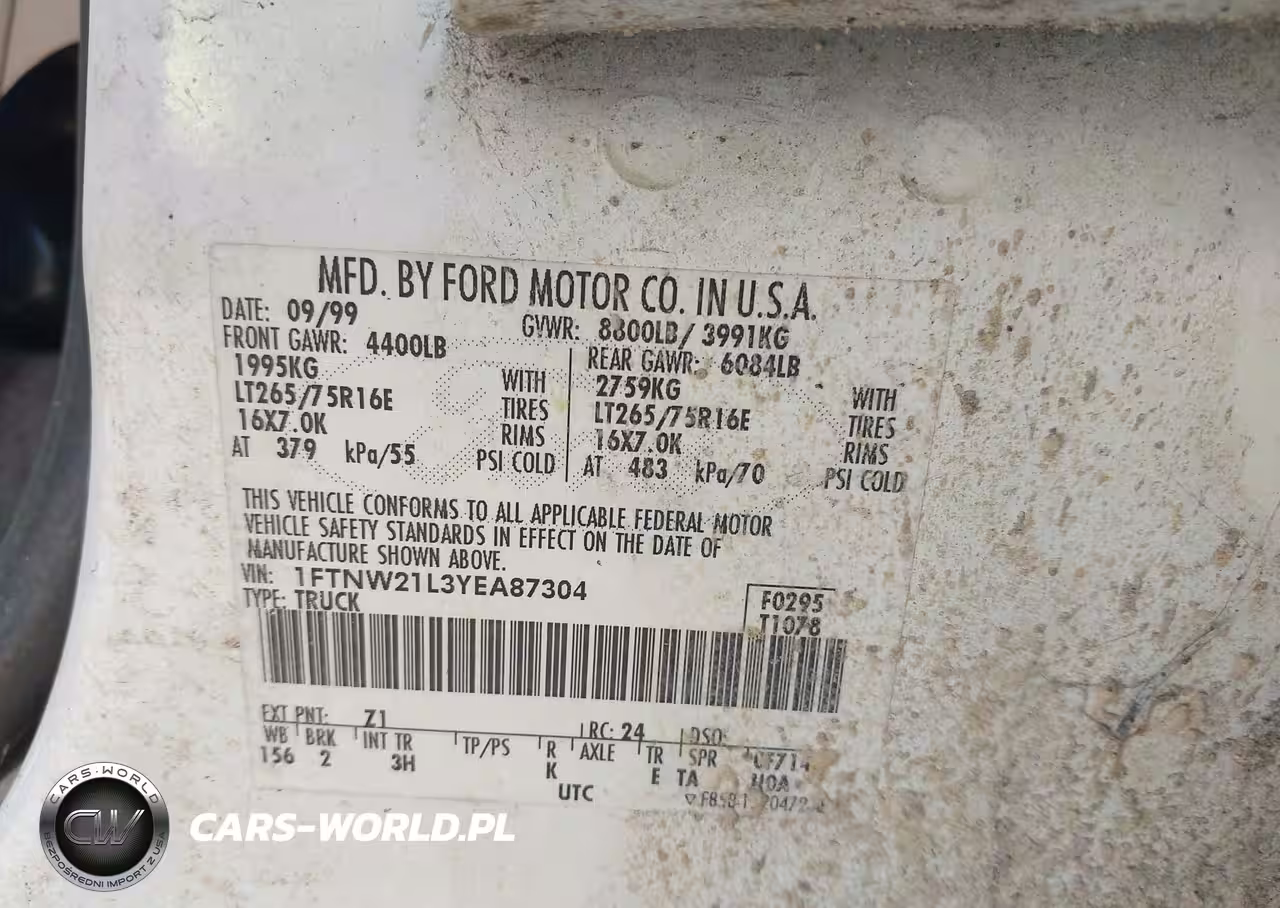 MFD. BY FORD MOTOR CO. IN U.S.A.
DATE: 09/99 GVWR: 8800LB/ 3991KG
FRONT GAWR: 4400LB REAR GAWR: 6084LB
1995KG WITH 2759KG WITH
LT265/75R16E TIRES LT265/75R16E TIRES
16X7.0K RIMS 16X7.0K RIMS
AT 379 kPa/55 PSI COLD AT 483 kPa/70 PSI COLD
THIS VEHICLE CONFORMS TO ALL APPLICABLE FEDERAL MOTOR
VEHICLE SAFETY STANDARDS IN EFFECT ON THE DATE OF
MANUFACTURE SHOWN ABOVE.
VIN: 1FTNW21L3YEA87304
TYPE: TRUCK
F0295
T1078
EXT PNT: Z1 RC: 24 DSO:
WB BRK INT TR TP/PS R AXLE TR SPR
156 2 3H K E TA
UTC
CARS-WORLD
CW
BEZPOŚREDNI IMPORT Z USA
CARS-WORLD.PL